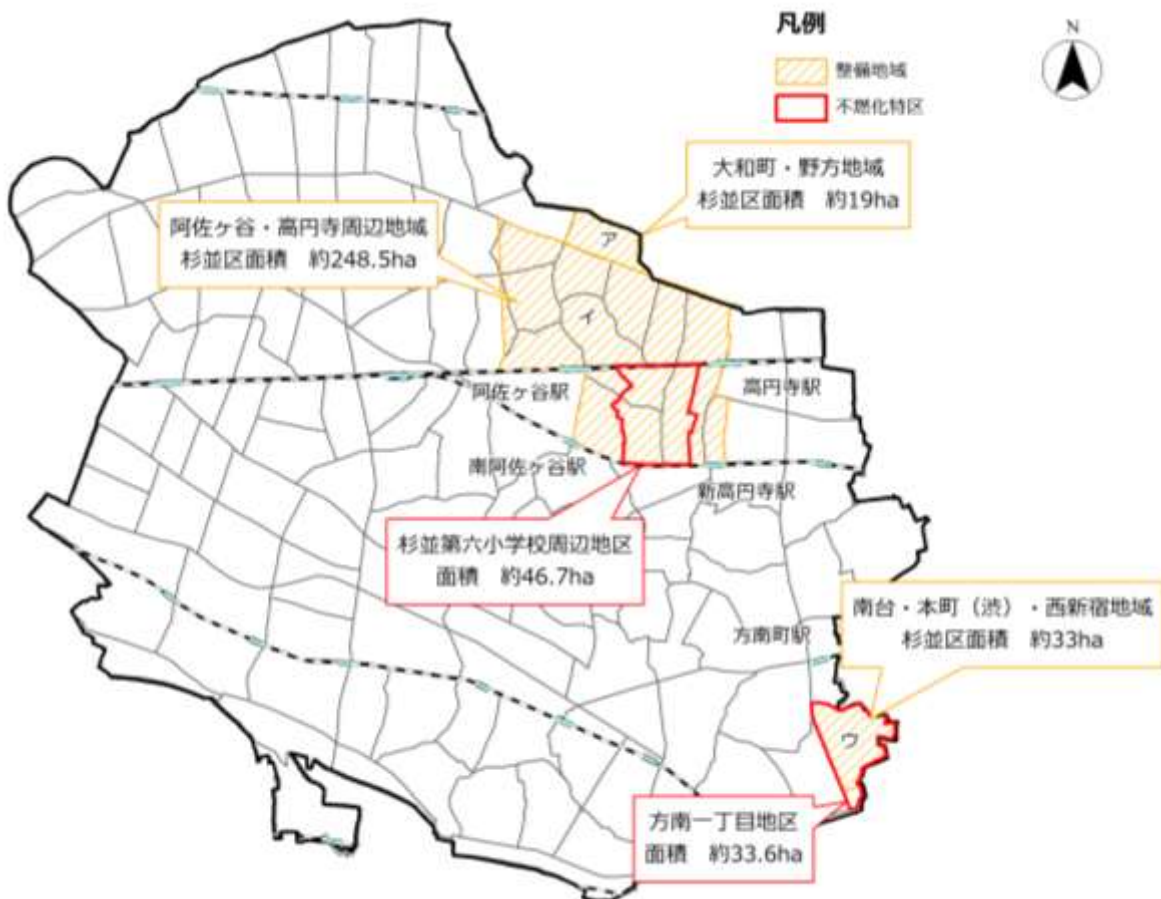 凡例
N
整備地域
不燃化特区
大和町・野方地域
杉並区面積 約19ha
阿佐ヶ谷・高円寺周辺地域
杉並区面積 約248.5ha
ア
イ
阿佐ヶ谷駅
高円寺駅
南阿佐ヶ谷駅
新高円寺駅
杉並第六小学校周辺地区
面積 約46.7ha
南台・本町（渋）・西新宿地域
杉並区面積 約33ha
方南町駅
ウ
方南一丁目地区
面積 約33.6ha